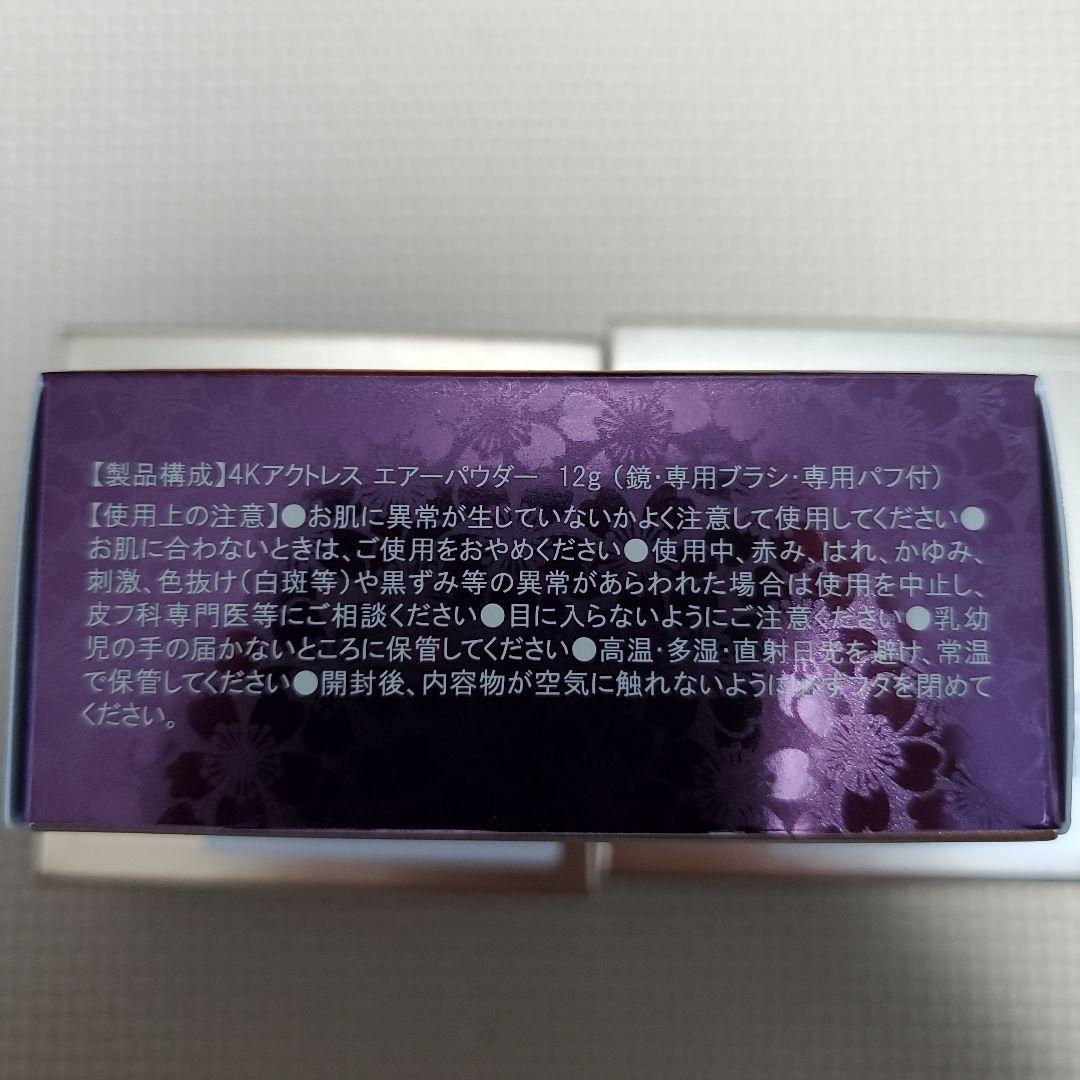 【製品構成】4Kアクトレス エアーパウダー 12g（鏡・専用ブラシ・専用パフ付）
【使用上の注意】●お肌に異常が生じていないかよく注意して使用してください●
お肌に合わないときは、ご使用をおやめください●使用中、赤み、はれ、かゆみ、
刺激、色抜け（白斑等）や黒ずみ等の異常があらわれた場合は使用を中止し、
皮フ科専門医等にご相談ください●目に入らないようにご注意ください●乳幼
児の手の届かないところに保管してください●高温・多湿・直射日光を避け、常温
で保管してください●開封後、内容物が空気に触れないように必ずフタを閉めて
ください。